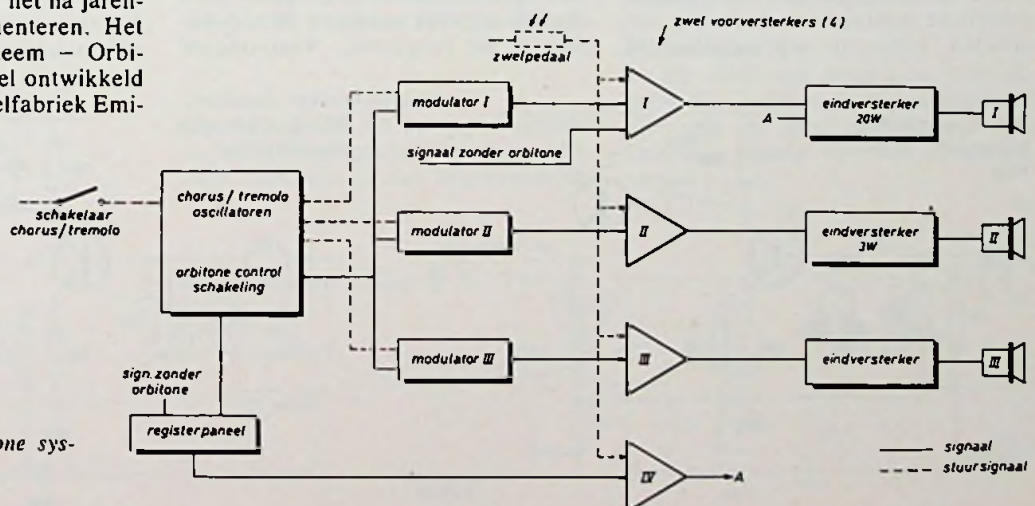 het na jaren-
menteren. Het
eem – Orbi-
el ontwikkeld
elfabriek Emi-
one sys-
zwel voorversterkers (4)
zwelpedaal
modulator I
I
eindversterker
20W
I
A
signaal zonder orbitone
schakelaar
chorus/tremolo
chorus / tremolo
oscillatoren
orbitone control
schakeling
modulator II
II
eindversterker
3W
II
modulator III
III
eindversterker
III
sign. zonder
orbitone
registerpaneel
IV
A
signaal
stuursignaal